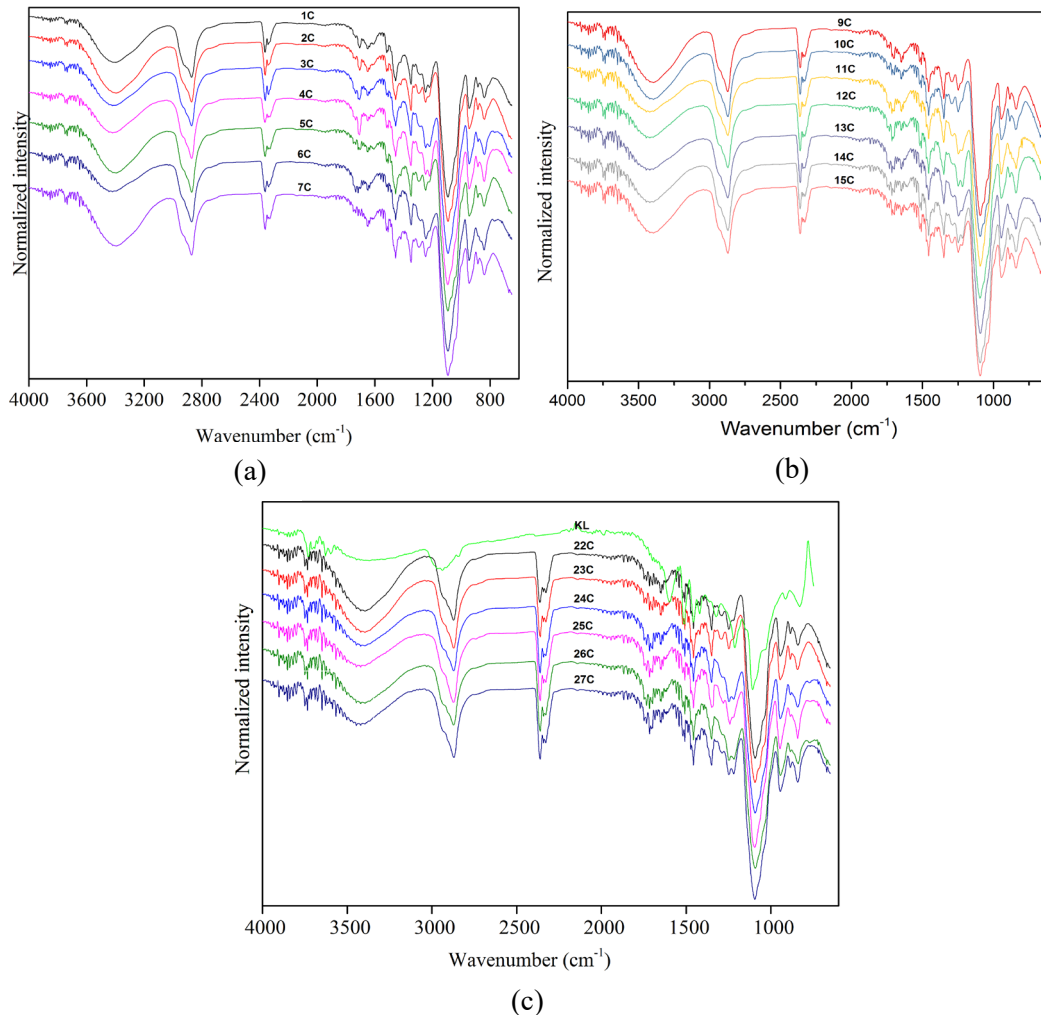 Normalized intensity
1C
2C
3C
4C
5C
6C
7C
4000 3600 3200 2800 2400 2000 1600 1200 800
Wavenumber (cm⁻¹)
(a)
Normalized intensity
9C
10C
11C
12C
13C
14C
15C
4000 3500 3000 2500 2000 1500 1000
Wavenumber (cm⁻¹)
(b)
Normalized intensity
KL
22C
23C
24C
25C
26C
27C
4000 3500 3000 2500 2000 1500 1000
Wavenumber (cm⁻¹)
(c)